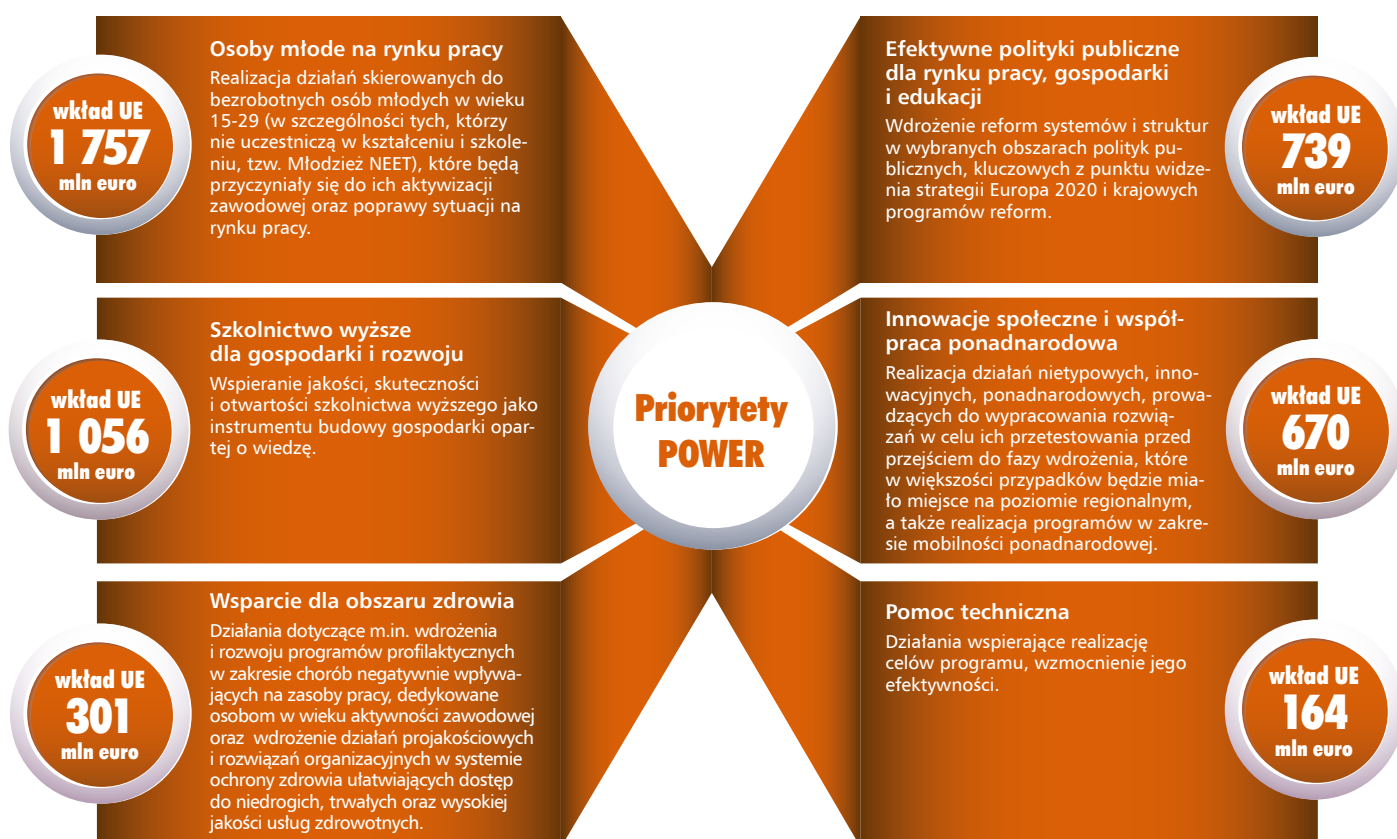 Osoby młode na rynku pracy
Realizacja działań skierowanych do
bezrobotnych osób młodych w wieku
15-29 (w szczególności tych, którzy
nie uczestniczą w kształceniu i szkole-
niu, tzw. Młodzież NEET), które będą
przyczyniały się do ich aktywizacji
zawodowej oraz poprawy sytuacji na
rynku pracy.
wkład UE
1 757
mln euro
Efektywne polityki publiczne
dla rynku pracy, gospodarki
i edukacji
Wdrożenie reform systemów i struktur
w wybranych obszarach polityk pu-
blicznych, kluczowych z punktu widze-
nia strategii Europa 2020 i krajowych
programów reform.
wkład UE
739
mln euro
Szkolnictwo wyższe
dla gospodarki i rozwoju
Wspieranie jakości, skuteczności
i otwartości szkolnictwa wyższego jako
instrumentu budowy gospodarki opar-
tej o wiedzę.
wkład UE
1 056
mln euro
Priorytety
POWER
Innowacje społeczne i współ-
praca ponadnarodowa
Realizacja działań nietypowych, inno-
wacyjnych, ponadnarodowych, prowa-
dzących do wypracowania rozwią-
zań w celu ich przetestowania przed
przejściem do fazy wdrożenia, które
w większości przypadków będzie mia-
ło miejsce na poziomie regionalnym,
a także realizacja programów w zakre-
sie mobilności ponadnarodowej.
wkład UE
670
mln euro
Wsparcie dla obszaru zdrowia
Działania dotyczące m.in. wdrożenia
i rozwoju programów profilaktycznych
w zakresie chorób negatywnie wpływa-
jących na zasoby pracy, dedykowane
osobom w wieku aktywności zawodowej
oraz wdrożenie działań projakościowych
i rozwiązań organizacyjnych w systemie
ochrony zdrowia ułatwiających dostęp
do niedrogich, trwałych oraz wysokiej
jakości usług zdrowotnych.
wkład UE
301
mln euro
Pomoc techniczna
Działania wspierające realizację
celów programu, wzmocnienie jego
efektywności.
wkład UE
164
mln euro